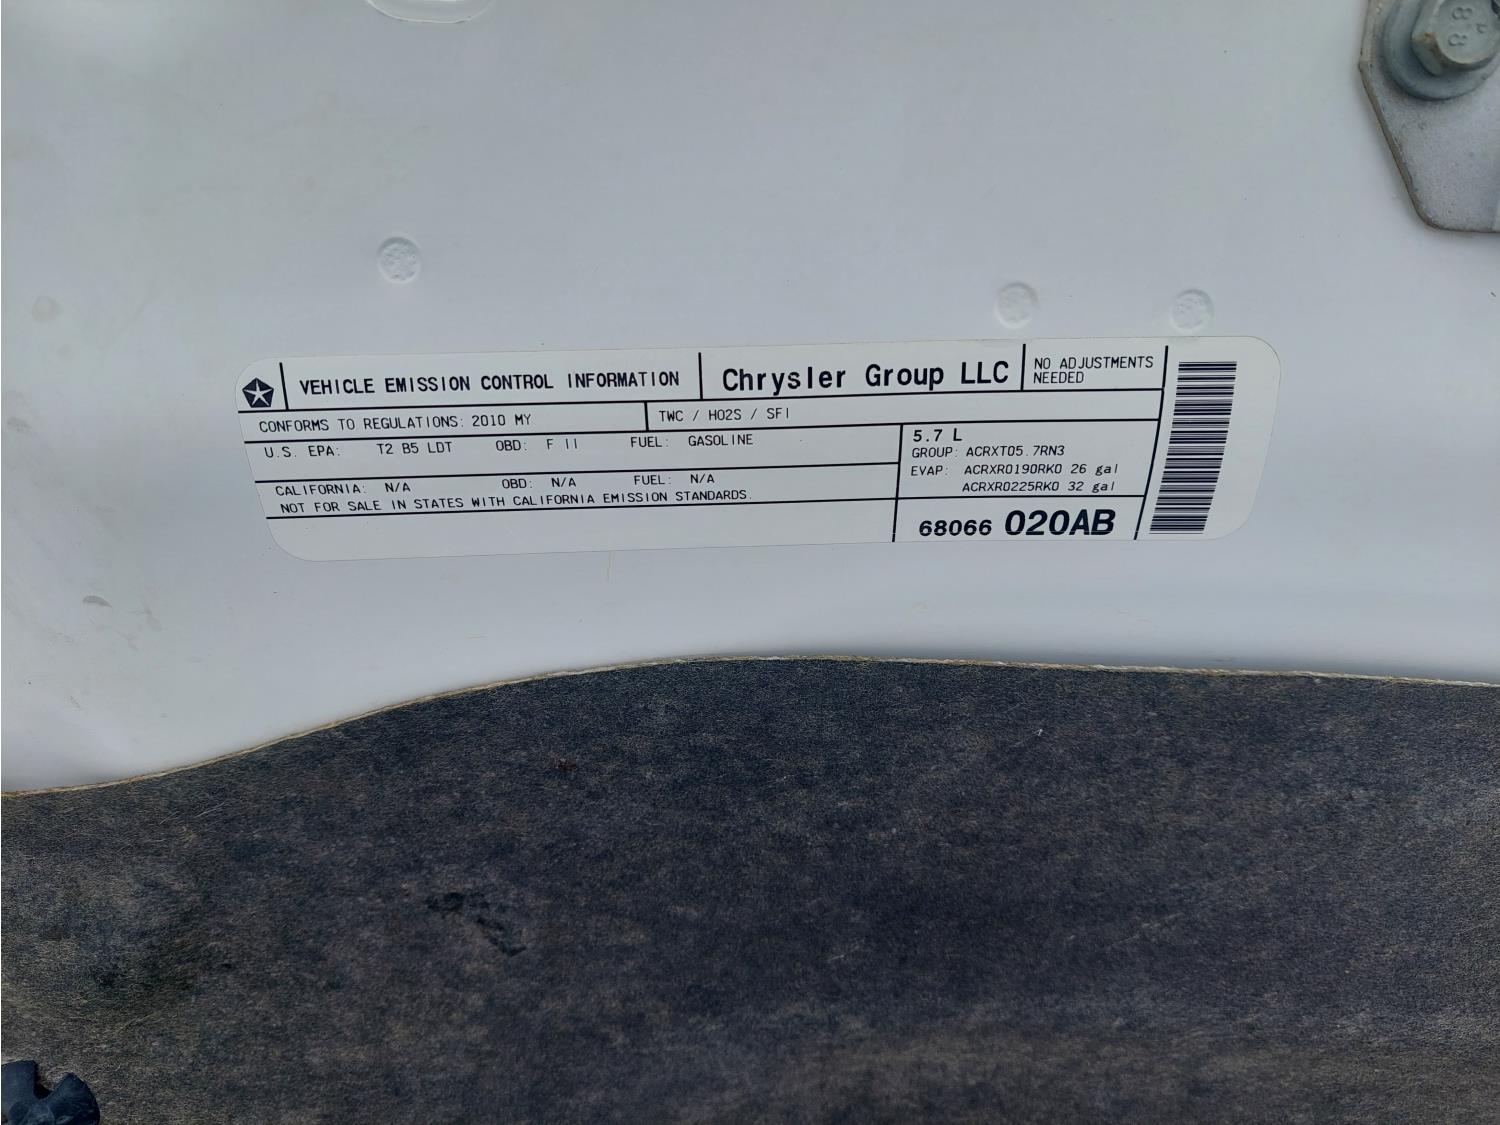 VEHICLE EMISSION CONTROL INFORMATION
Chrysler Group LLC
NO ADJUSTMENTS
NEEDED
CONFORMS TO REGULATIONS: 2010 MY
TWC / HO2S / SFI
U.S. EPA: T2 B5 LDT OBD: F II FUEL: GASOLINE
CALIFORNIA: N/A OBD: N/A FUEL: N/A
NOT FOR SALE IN STATES WITH CALIFORNIA EMISSION STANDARDS.
5.7 L
GROUP: ACRXT05.7RN3
EVAP: ACRXR0190RK0 26 gal
ACRXR0225RK0 32 gal
68066 020AB